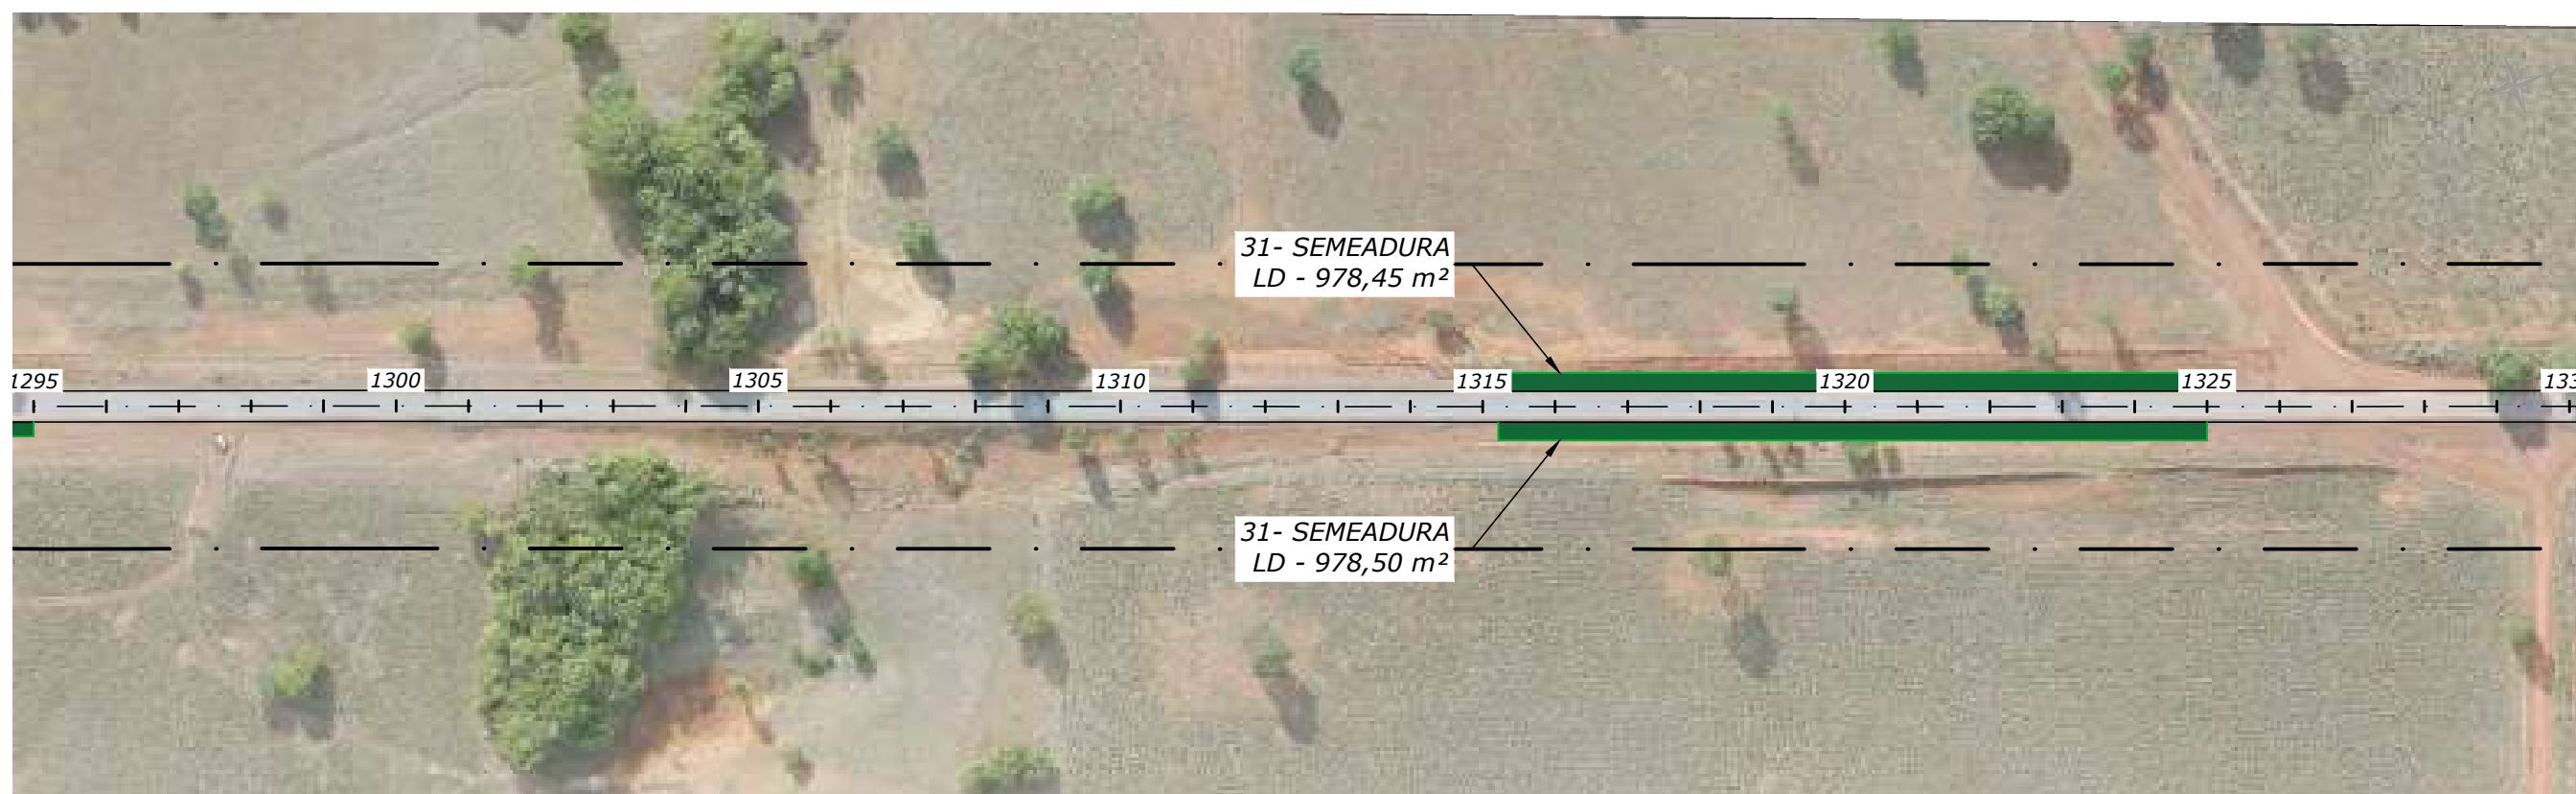 31- SEMEADURA
LD - 978,45 m²
1295 1300 1305 1310 1315 1320 1325
31- SEMEADURA
LD - 978,50 m²